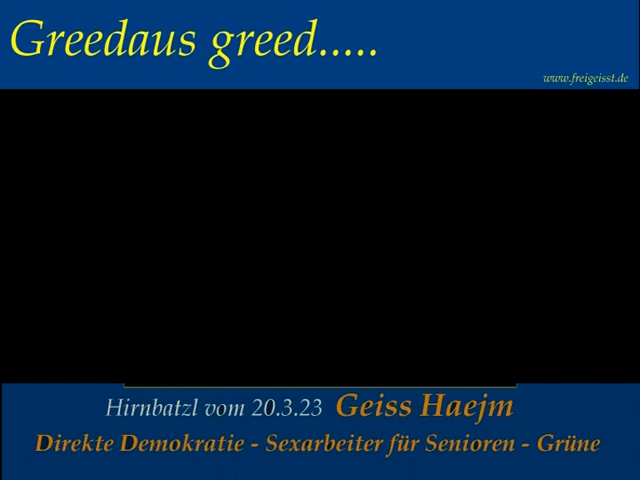 Greedaus greed.....
www.freigeisst.de
Hirnbatzl vom 20.3.23 Geiss Haejm
Direkte Demokratie - Sexarbeiter für Senioren - Grüne